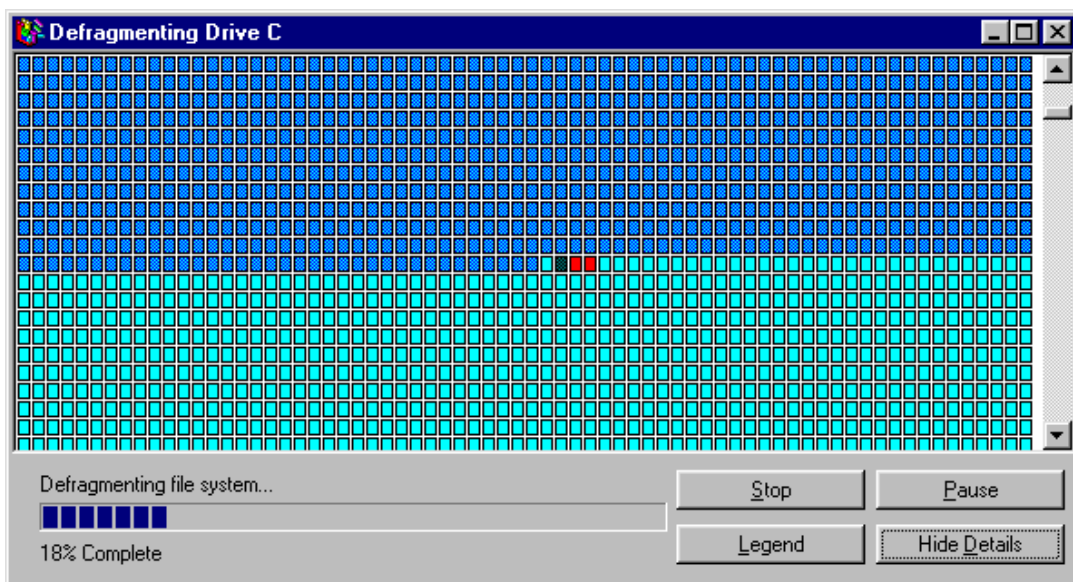 Defragmenting Drive C
Defragmenting file system...
18% Complete
Stop
Pause
Legend
Hide Details